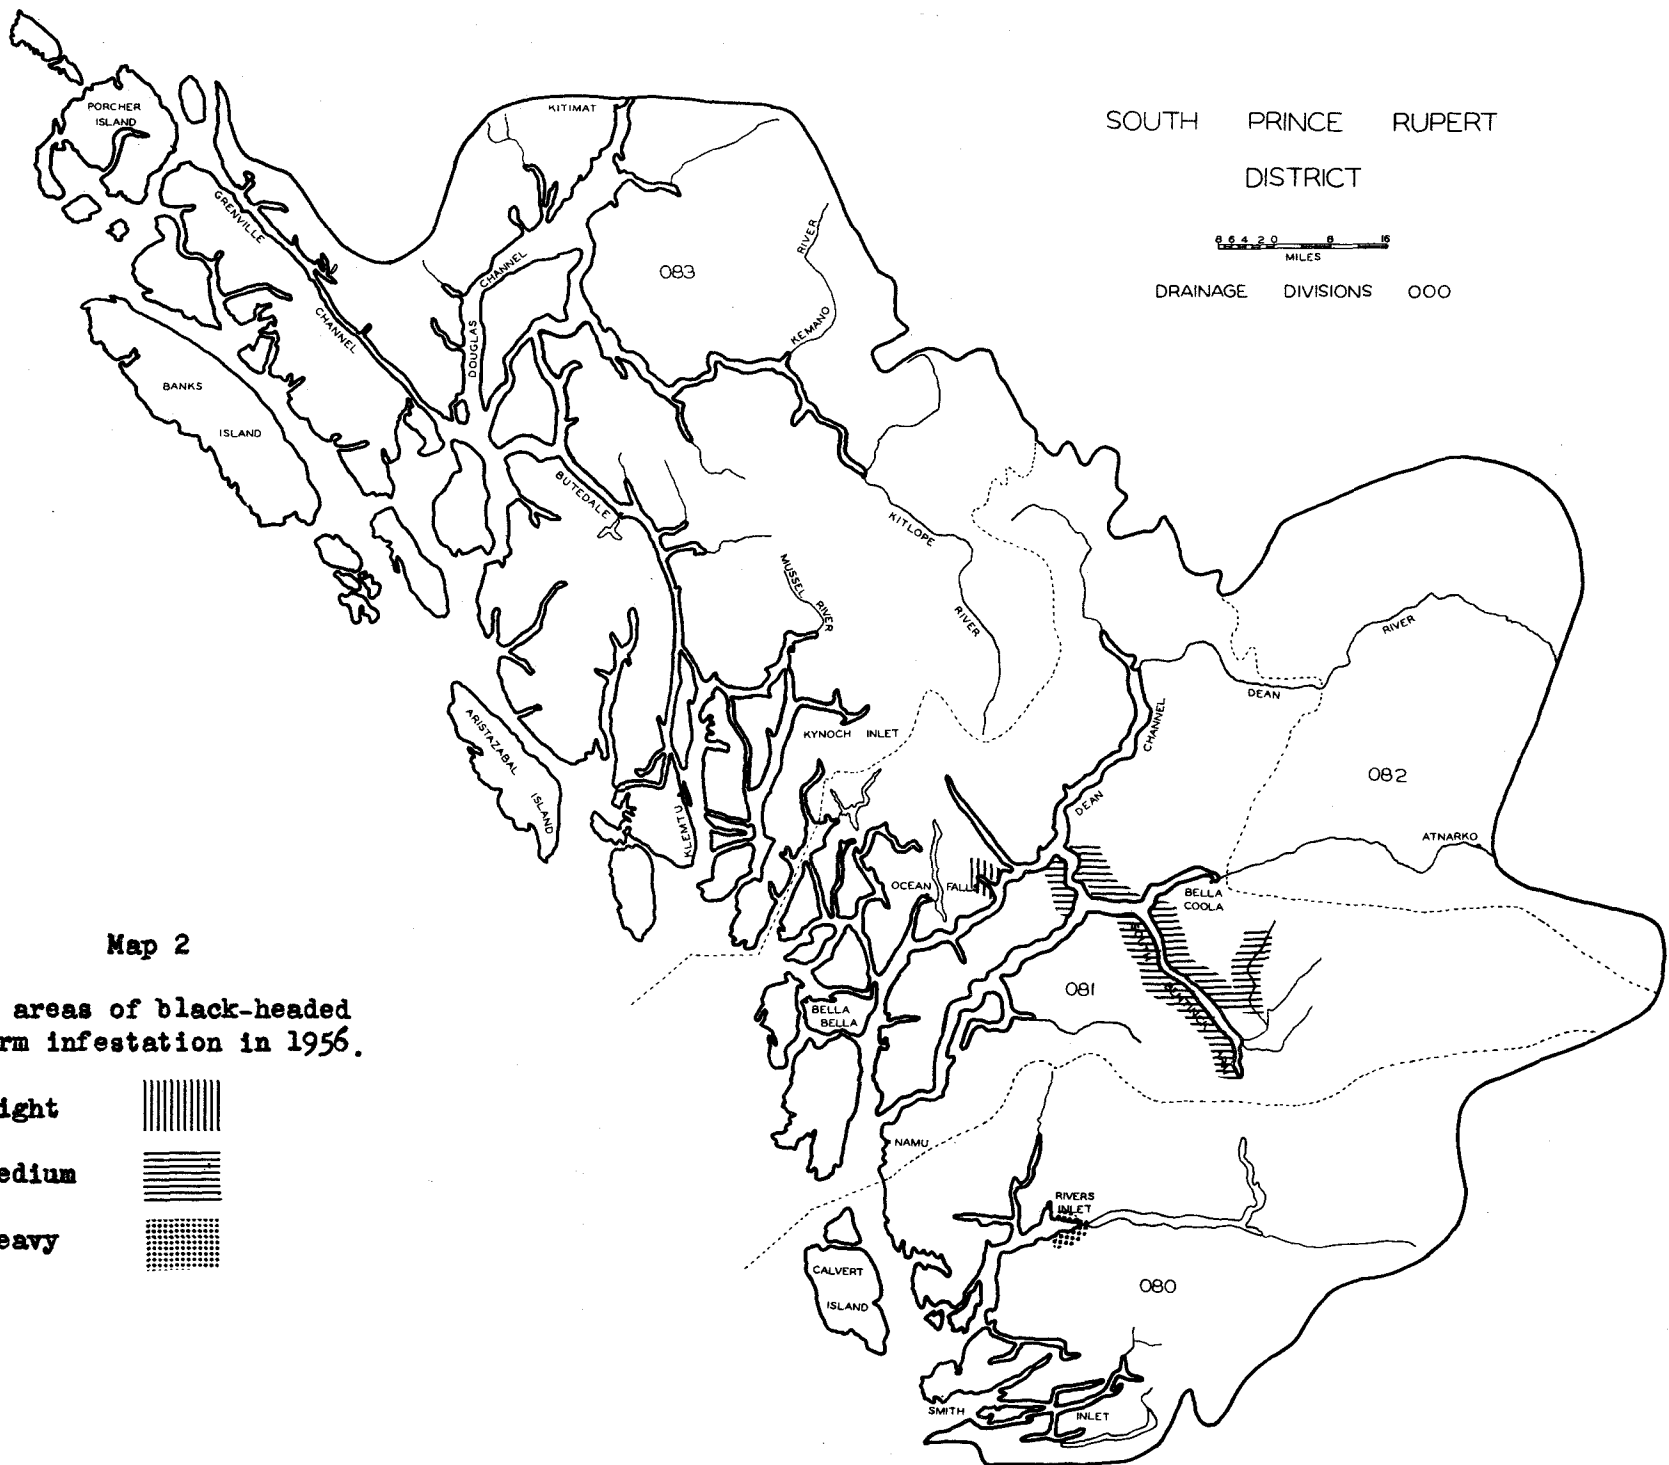 SOUTH PRINCE RUPERT
DISTRICT
8 6 4 2 0 8 16
MILES
DRAINAGE DIVISIONS 000
PORCHER
ISLAND
KITIMAT
GRENVILLE
CHANNEL
DOUGLAS
CHANNEL
083
RIVER
KEMANO
BANKS
ISLAND
BUTEDALE
KITLOPE
RIVER
MUSSEL
RIVER
DEAN
RIVER
ARISTAZABAL
ISLAND
KYNOCH INLET
CHANNEL
DEAN
082
KLEMTU
ATNARKO
OCEAN FALLS
BELLA
COOLA
BENTINCK
081
BELLA
BELLA
NAMU
RIVERS
INLET
CALVERT
ISLAND
080
SMITH
INLET
Map 2
areas of black-headed
rm infestation in 1956.
ight
edium
eavy